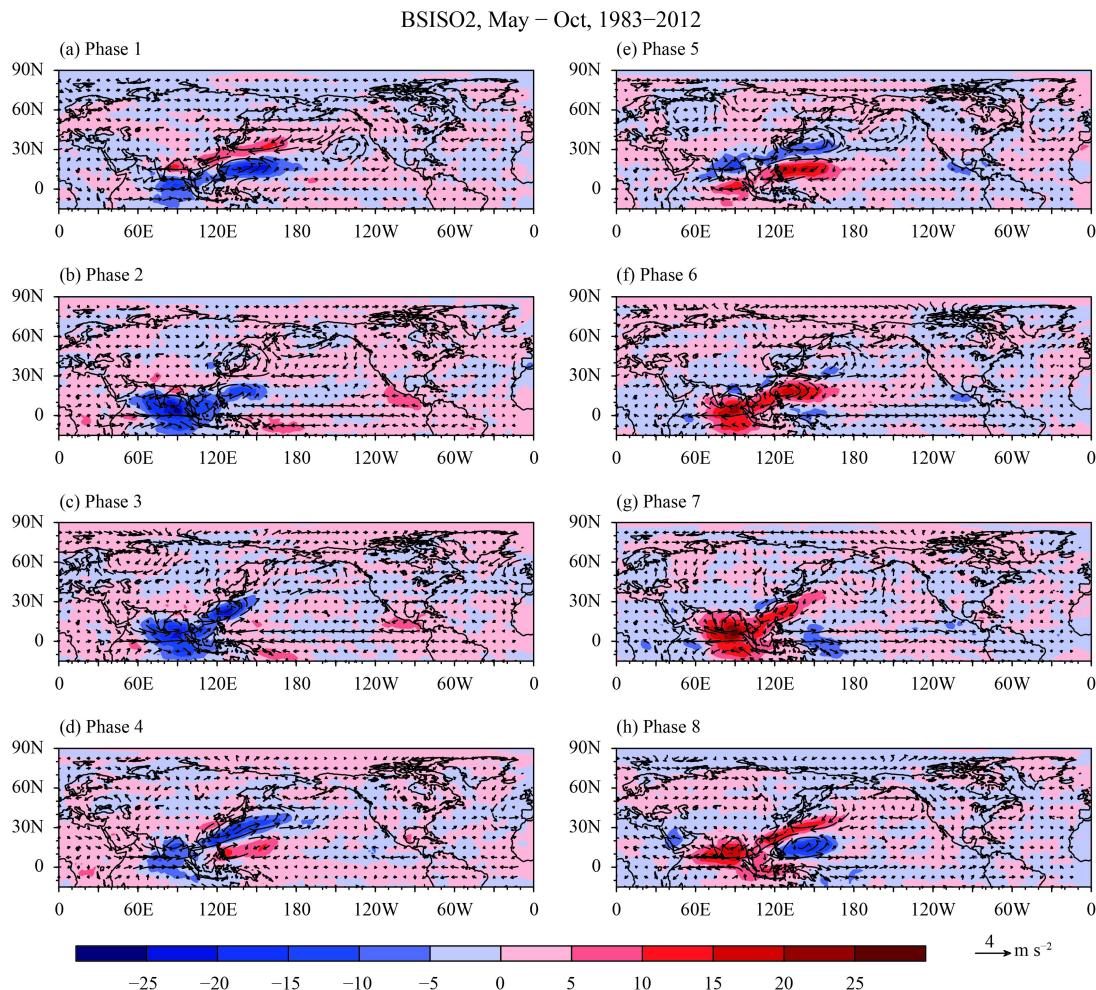 BSISO2, May − Oct, 1983−2012
(a) Phase 1
90N
60N
30N
0
0 60E 120E 180 120W 60W 0
(b) Phase 2
90N
60N
30N
0
0 60E 120E 180 120W 60W 0
(c) Phase 3
90N
60N
30N
0
0 60E 120E 180 120W 60W 0
(d) Phase 4
90N
60N
30N
0
0 60E 120E 180 120W 60W 0
(e) Phase 5
90N
60N
30N
0
0 60E 120E 180 120W 60W 0
(f) Phase 6
90N
60N
30N
0
0 60E 120E 180 120W 60W 0
(g) Phase 7
90N
60N
30N
0
0 60E 120E 180 120W 60W 0
(h) Phase 8
90N
60N
30N
0
0 60E 120E 180 120W 60W 0
−25 −20 −15 −10 −5 0 5 10 15 20 25
4 m s⁻²